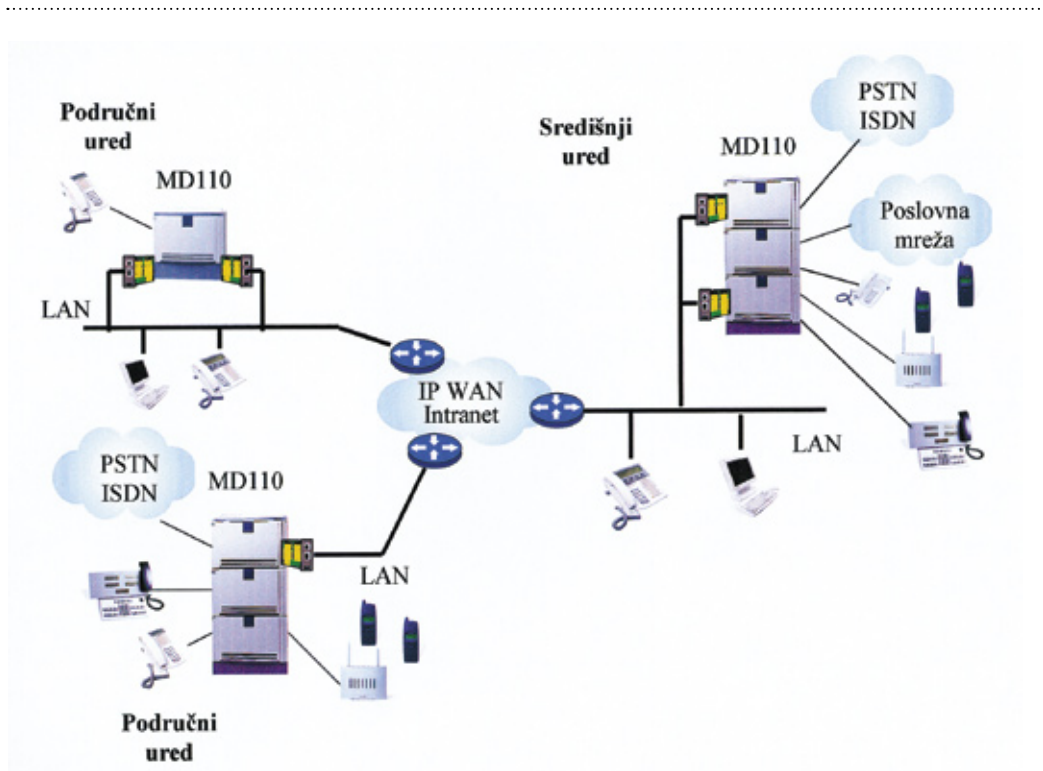 Područni
ured
MD110
LAN
Središnji
ured
MD110
PSTN
ISDN
Poslovna
mreža
IP WAN
Intranet
LAN
PSTN
ISDN
MD110
LAN
Područni
ured